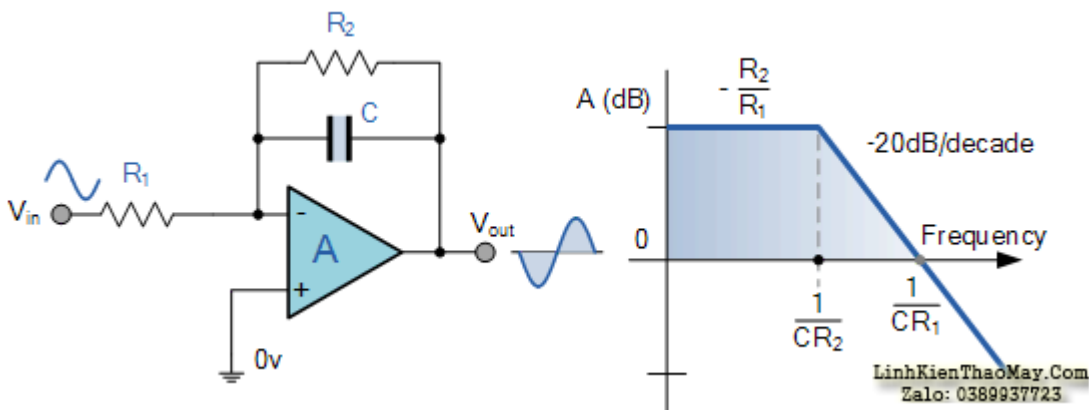 R2
C
R1
Vin
-
A
+
Vout
0v
A (dB)
- R2
R1
-20dB/decade
0
Frequency
1
CR2
1
CR1
LinhKienThaoMay.Com
Zalo: 0389937723